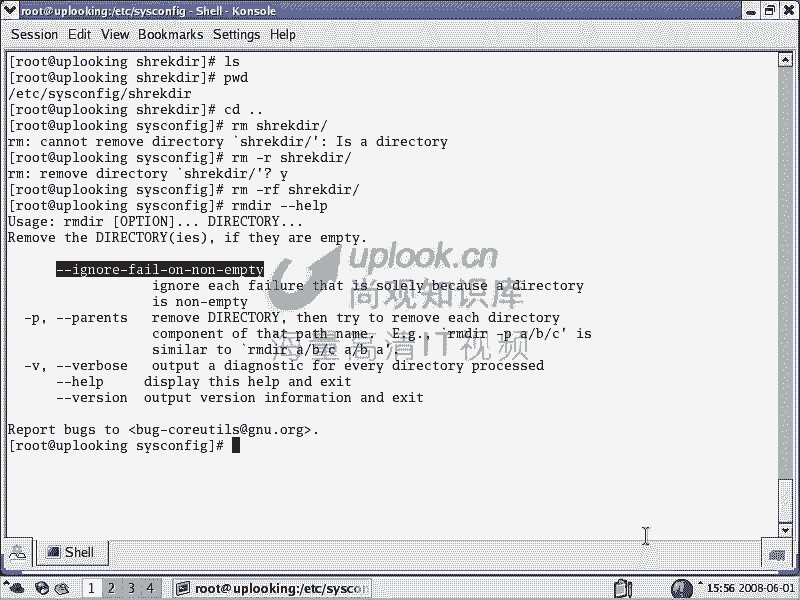 root@uplooking:/etc/sysconfig - Shell - Konsole
Session Edit View Bookmarks Settings Help
[root@uplooking shrekdir]# ls
[root@uplooking shrekdir]# pwd
/etc/sysconfig/shrekdir
[root@uplooking shrekdir]# cd ..
[root@uplooking sysconfig]# rm shrekdir/
rm: cannot remove directory `shrekdir/': Is a directory
[root@uplooking sysconfig]# rm -r shrekdir/
rm: remove directory `shrekdir/'? y
[root@uplooking sysconfig]# rm -rf shrekdir/
[root@uplooking sysconfig]# rmdir --help
Usage: rmdir [OPTION]... DIRECTORY...
Remove the DIRECTORY(ies), if they are empty.
uplook.cn
--ignore-fail-on-non-empty
ignore each failure that is solely because a directory
尚观知识库
is non-empty
-p, --parents remove DIRECTORY, then try to remove each directory
component of that path name. E.g., `rmdir -p a/b/c' is
海量高清IT视频
similar to `rmdir a/b/c a/b a'.
-v, --verbose output a diagnostic for every directory processed
--help display this help and exit
--version output version information and exit
Report bugs to <bug-coreutils@gnu.org>.
[root@uplooking sysconfig]#
Shell
1 2 3 4 root@uplooking:/etc/sysco 15:56 2008-06-01